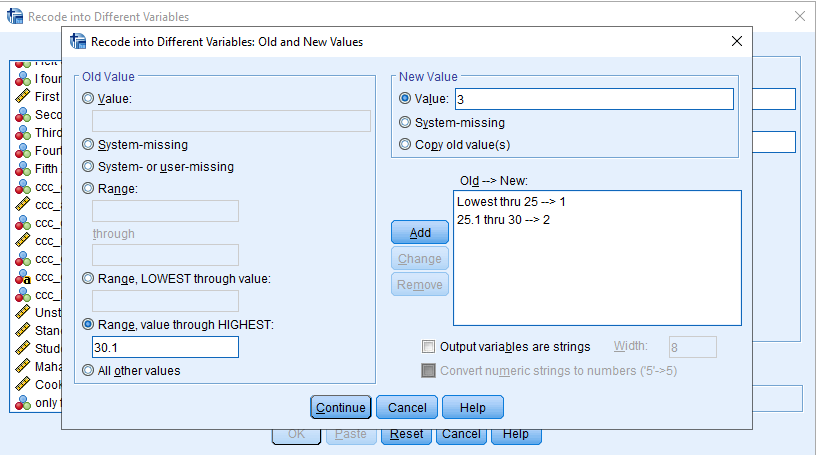 Recode into Different Variables
Recode into Different Variables: Old and New Values
I four
First
Seco
Third
Fourt
Fifth
ccc_
ccc_
ccc_
ccc_
ccc_
ccc_
ccc_
Unst
Stan
Stud
Maha
Cook
only f
Old Value
Value:
System-missing
System- or user-missing
Range:
through
Range, LOWEST through value:
Range, value through HIGHEST:
30.1
All other values
New Value
Value: 3
System-missing
Copy old value(s)
Old --> New:
Lowest thru 25 --> 1
25.1 thru 30 --> 2
Add
Change
Remove
Output variables are strings Width: 8
Convert numeric strings to numbers ('5'->5)
Continue Cancel Help
OK Paste Reset Cancel Help